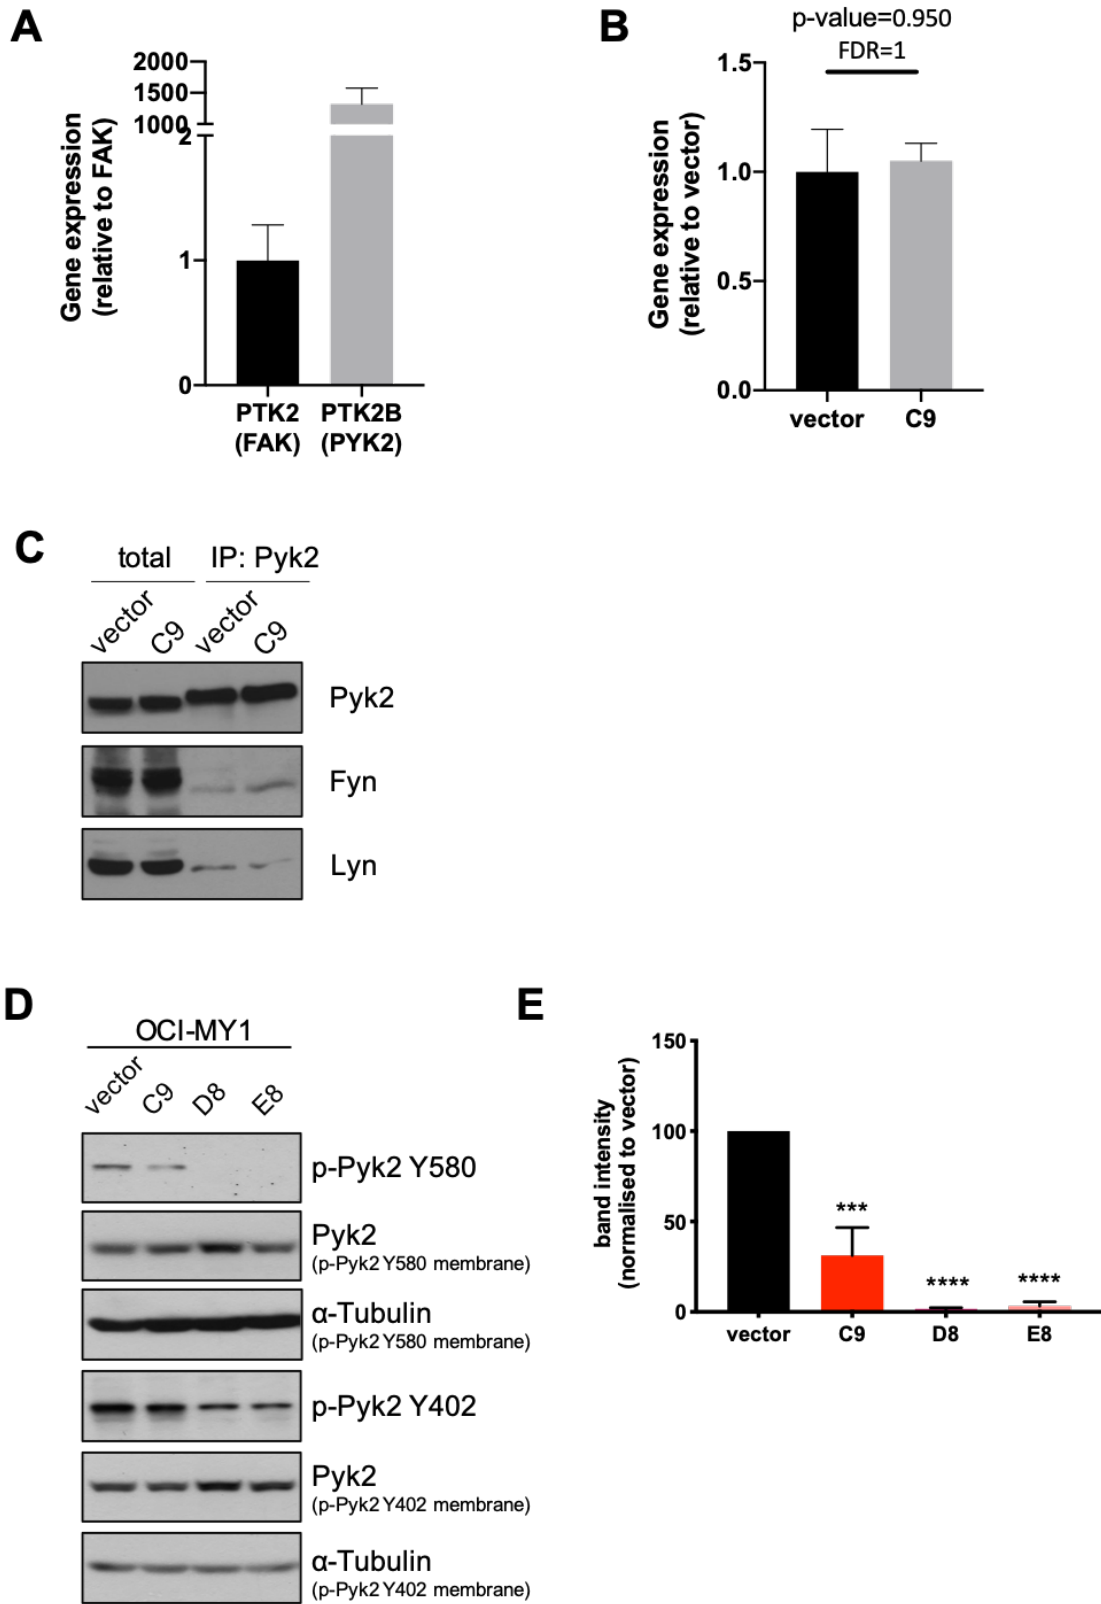 A
Gene expression
(relative to FAK)
2000
1500
1000
2
1
0
PTK2
(FAK)
PTK2B
(PYK2)
B
p-value=0.950
FDR=1
Gene expression
(relative to vector)
1.5
1.0
0.5
0.0
vector
C9
C
total
IP: Pyk2
vector
C9
vector
C9
Pyk2
Fyn
Lyn
D
OCI-MY1
vector
C9
D8
E8
p-Pyk2 Y580
Pyk2
(p-Pyk2 Y580 membrane)
α-Tubulin
(p-Pyk2 Y580 membrane)
p-Pyk2 Y402
Pyk2
(p-Pyk2 Y402 membrane)
α-Tubulin
(p-Pyk2 Y402 membrane)
E
band intensity
(normalised to vector)
150
100
50
0
***
****
****
vector
C9
D8
E8